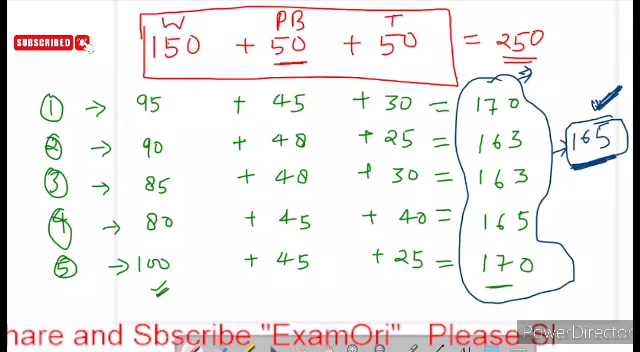 W PB T
SUBSCRIBE 150 + 50 + 50 = 250
① → 95 + 45 + 30 = 170
② → 90 + 48 + 25 = 163
③ → 85 + 48 + 30 = 163
④ → 80 + 45 + 40 = 165
⑤ → 100 + 45 + 25 = 170
→ 165
PowerDirector
hare and Sbscribe "ExamOri" Please S